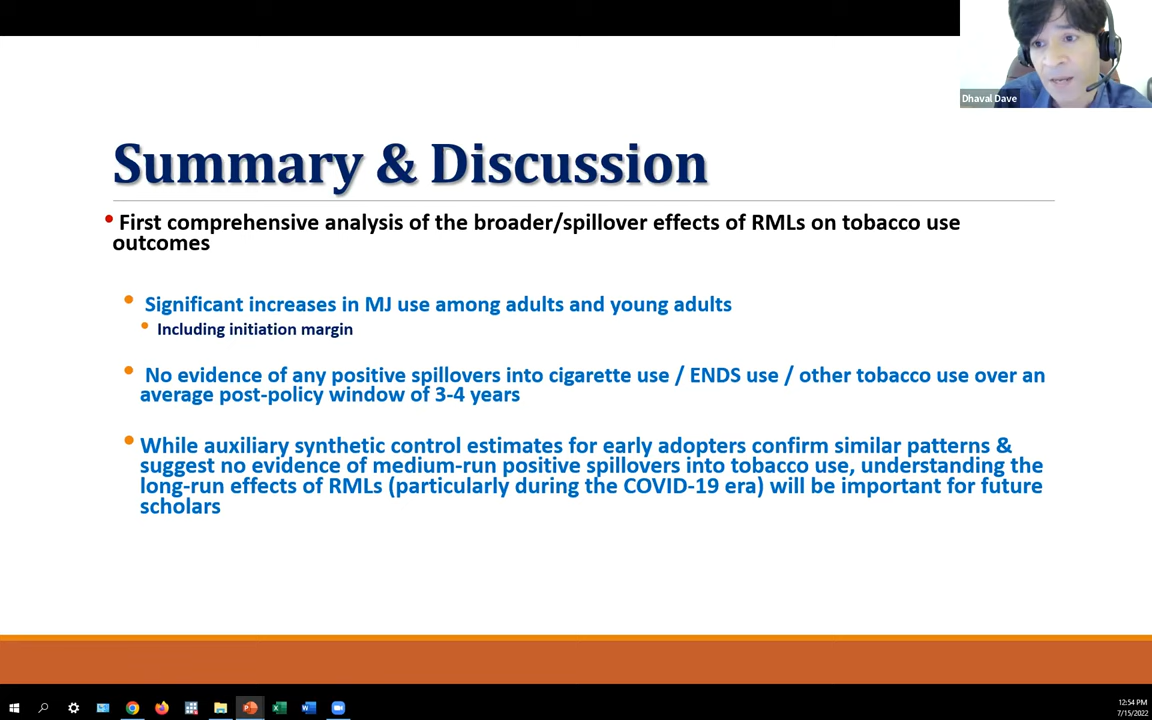 Dhaval Dave
Summary & Discussion
• First comprehensive analysis of the broader/spillover effects of RMLs on tobacco use
outcomes
• Significant increases in MJ use among adults and young adults
• Including initiation margin
• No evidence of any positive spillovers into cigarette use / ENDS use / other tobacco use over an
average post-policy window of 3-4 years
• While auxiliary synthetic control estimates for early adopters confirm similar patterns &
suggest no evidence of medium-run positive spillovers into tobacco use, understanding the
long-run effects of RMLs (particularly during the COVID-19 era) will be important for future
scholars
12:54 PM
7/15/2022